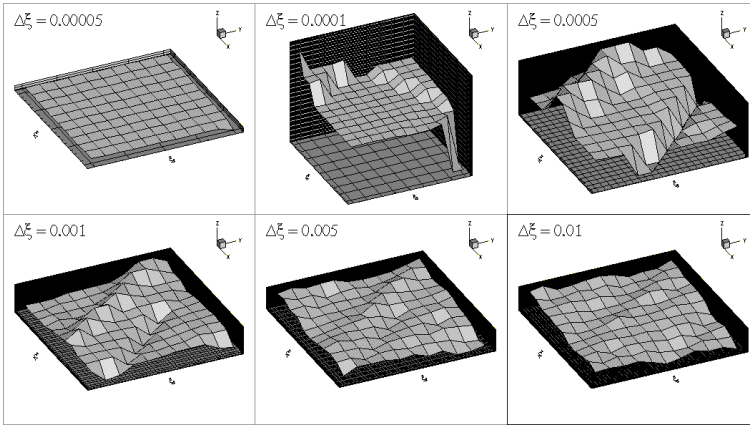 Δξ = 0.00005
Z
Y
X
Δξ = 0.0001
Z
Y
X
Δξ = 0.0005
Z
Y
X
Δξ = 0.001
Z
Y
X
Δξ = 0.005
Z
Y
X
Δξ = 0.01
Z
Y
X